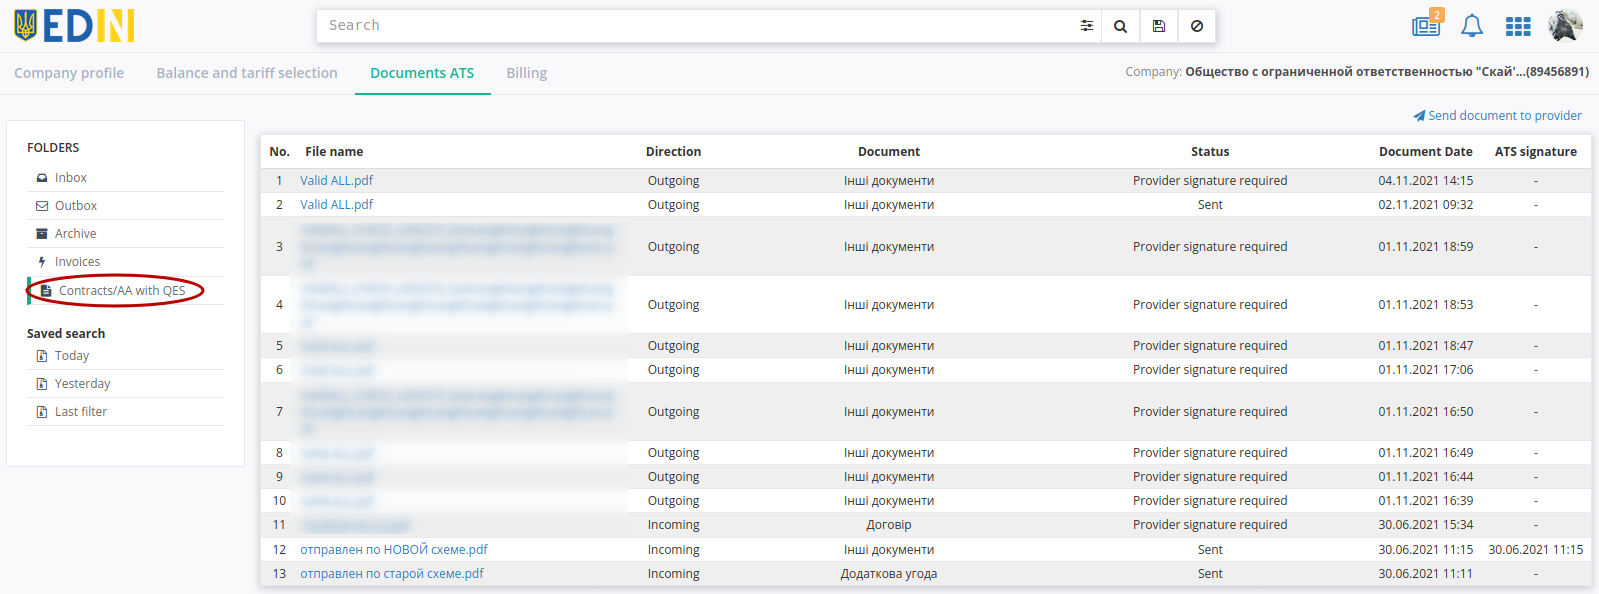 EDIN
Search
2
Company profile Balance and tariff selection Documents ATS Billing
Company: Общество с ограниченной ответственностью "Скай'...(89456891)
Send document to provider
FOLDERS
Inbox
Outbox
Archive
Invoices
Contracts/AA with QES
Saved search
Today
Yesterday
Last filter
No. File name Direction Document Status Document Date ATS signature
1 Valid ALL.pdf Outgoing Інші документи Provider signature required 04.11.2021 14:15 -
2 Valid ALL.pdf Outgoing Інші документи Sent 02.11.2021 09:32 -
3 Outgoing Інші документи Provider signature required 01.11.2021 18:59 -
4 Outgoing Інші документи Provider signature required 01.11.2021 18:53 -
5 Outgoing Інші документи Provider signature required 01.11.2021 18:47 -
6 Outgoing Інші документи Provider signature required 01.11.2021 17:06 -
7 Outgoing Інші документи Provider signature required 01.11.2021 16:50 -
8 Outgoing Інші документи Provider signature required 01.11.2021 16:49 -
9 Outgoing Інші документи Provider signature required 01.11.2021 16:44 -
10 Outgoing Інші документи Provider signature required 01.11.2021 16:39 -
11 Incoming Договір Provider signature required 30.06.2021 15:34 -
12 отправлен по НОВОЙ схеме.pdf Incoming Інші документи Sent 30.06.2021 11:15 30.06.2021 11:15
13 отправлен по старой схеме.pdf Incoming Додаткова угода Sent 30.06.2021 11:11 -